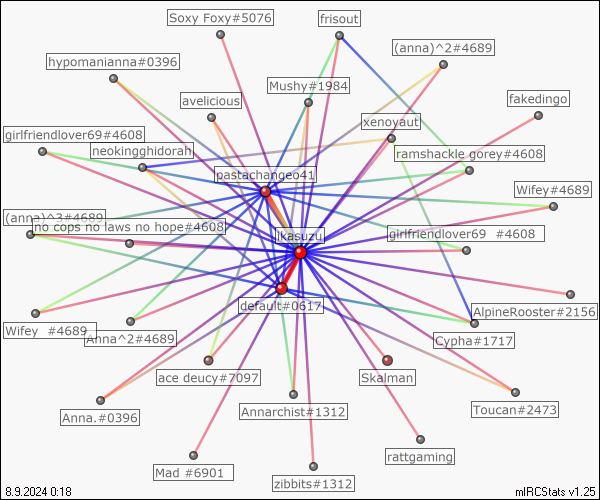 Soxy Foxy#5076
frisout
(anna)^2#4689
hypomanianna#0396
Mushy#1984
avelicious
fakedingo
xenoyaut
girlfriendlover69#4608
neokingghidorah
ramshackle gorey#4608
pastachangeo41
Wifey#4689
(anna)^3#4689
no cops no laws no hope#4608
ikasuzu
girlfriendlover69 #4608
default#0617
AlpineRooster#2156
Wifey #4689
Anna^2#4689
Cypha#1717
ace deucy#7097
Skalman
Anna.#0396
Annarchist#1312
Toucan#2473
rattgaming
Mad #6901
zibbits#1312
8.9.2024 0:18
mIRCStats v1.25